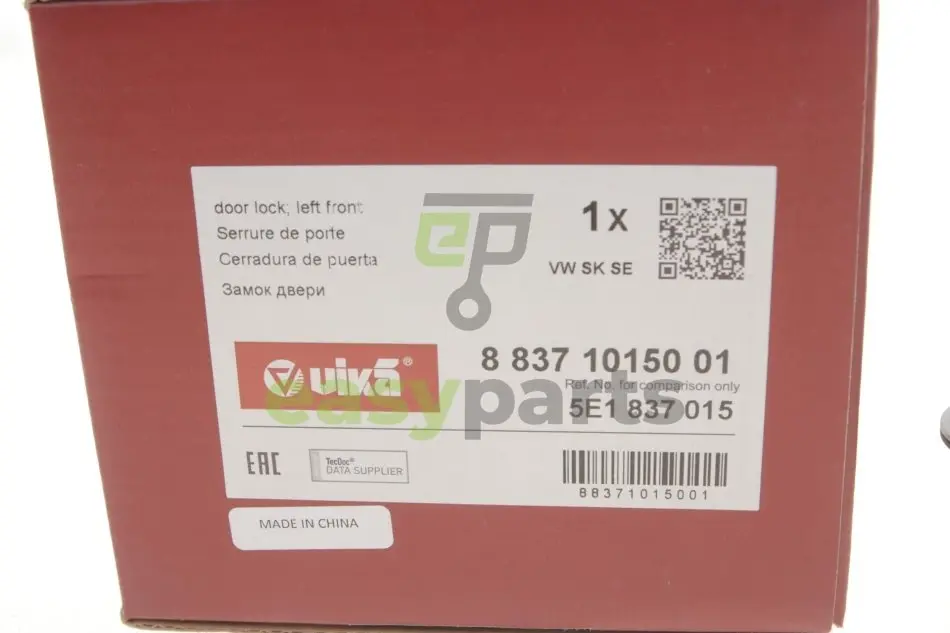 door lock; left front
Serrure de porte
Cerradura de puerta
Замок двери
1x
VW SK SE
ep
vika®
8 837 10150 01
Ref. No. for comparison only
5E1 837 015
easyparts
EAC
TecDoc®
DATA SUPPLIER
88371015001
MADE IN CHINA